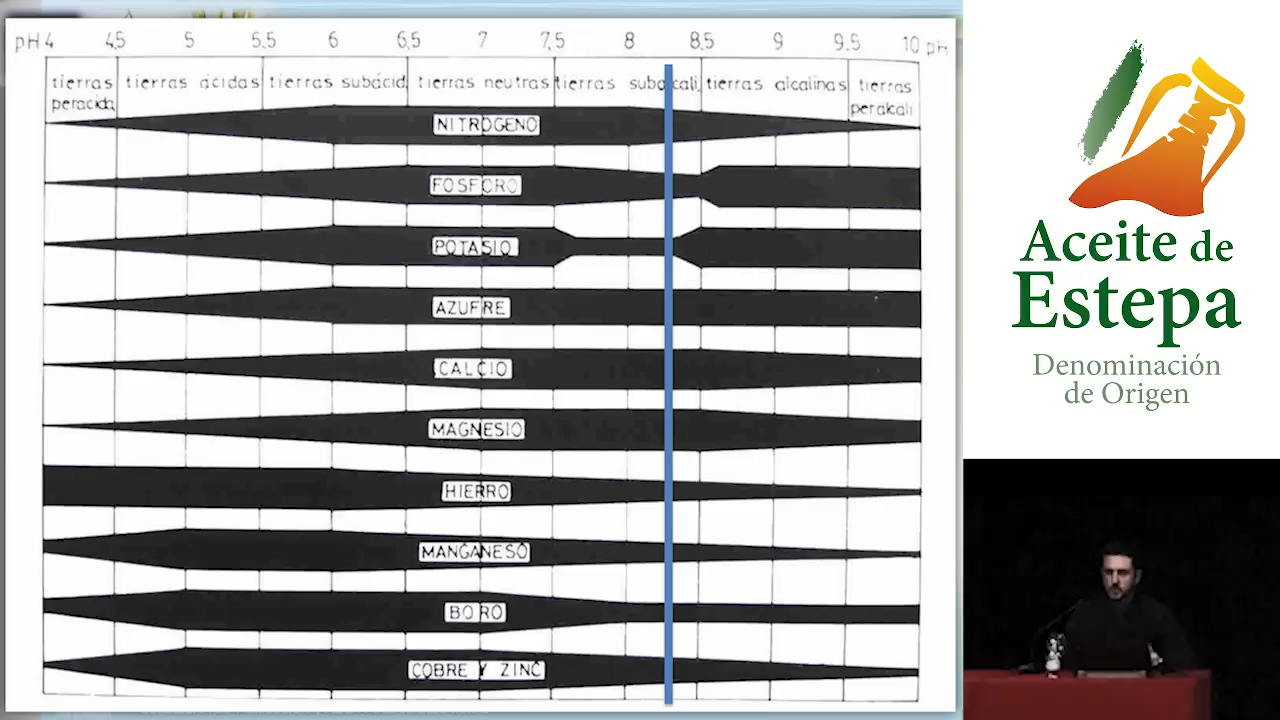 pH 4 4,5 5 5.5 6 6,5 7 7,5 8 8,5 9 9.5 10 pH
tierras peracida
tierras ácidas
tierras subácid.
tierras neutras
tierras subalcali.
tierras alcalinas
tierras peralcali
NITROGENO
FOSFORO
POTASIO
AZUFRE
CALCIO
MAGNESIO
HIERRO
MANGANESO
BORO
COBRE Y ZINC
Aceite de
Estepa
Denominación
de Origen